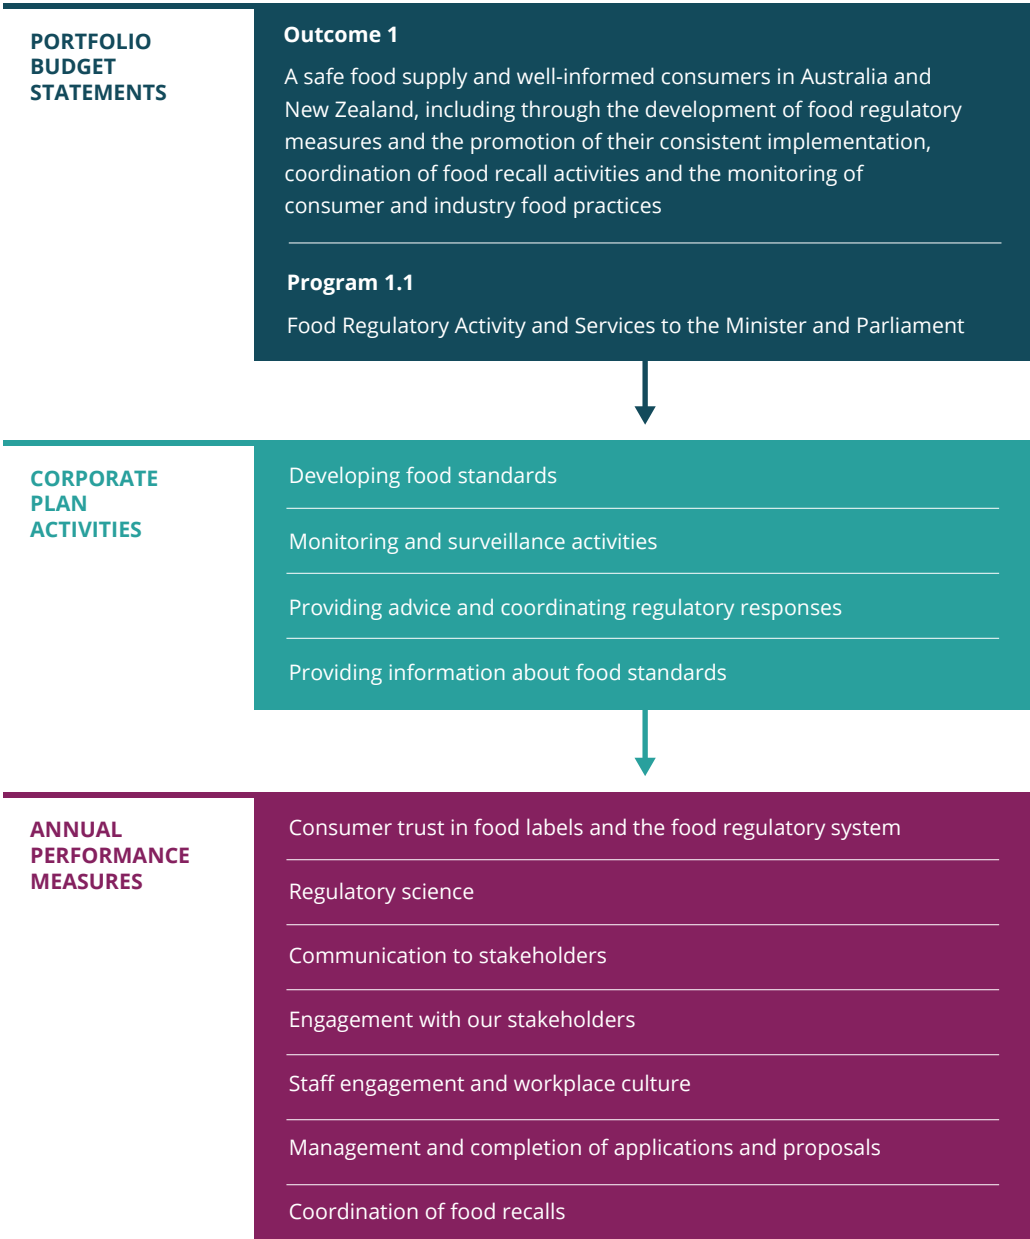 PORTFOLIO
BUDGET
STATEMENTS
Outcome 1
A safe food supply and well-informed consumers in Australia and
New Zealand, including through the development of food regulatory
measures and the promotion of their consistent implementation,
coordination of food recall activities and the monitoring of
consumer and industry food practices
Program 1.1
Food Regulatory Activity and Services to the Minister and Parliament
CORPORATE
PLAN
ACTIVITIES
Developing food standards
Monitoring and surveillance activities
Providing advice and coordinating regulatory responses
Providing information about food standards
ANNUAL
PERFORMANCE
MEASURES
Consumer trust in food labels and the food regulatory system
Regulatory science
Communication to stakeholders
Engagement with our stakeholders
Staff engagement and workplace culture
Management and completion of applications and proposals
Coordination of food recalls